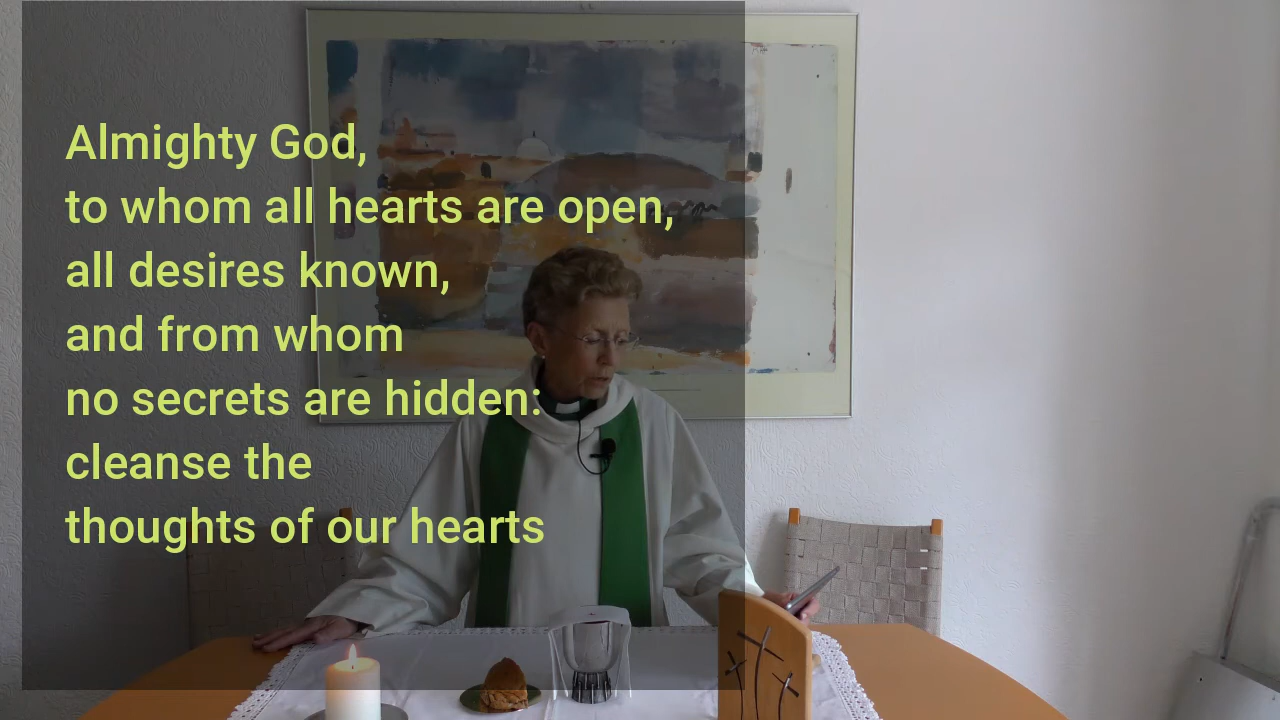 Almighty God,
to whom all hearts are open,
all desires known,
and from whom
no secrets are hidden:
cleanse the
thoughts of our hearts